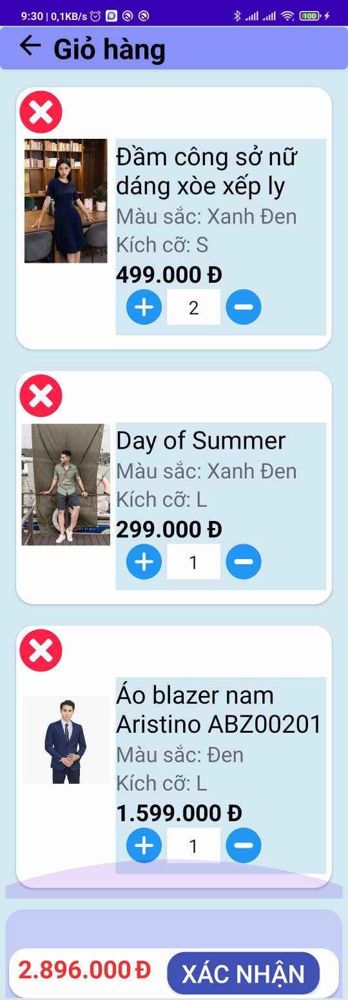 9:30 | 0,1KB/s
100
Giỏ hàng
Đầm công sở nữ
dáng xòe xếp ly
Màu sắc: Xanh Đen
Kích cỡ: S
499.000 Đ
2
Day of Summer
Màu sắc: Xanh Đen
Kích cỡ: L
299.000 Đ
1
Áo blazer nam
Aristino ABZ00201
Màu sắc: Đen
Kích cỡ: L
1.599.000 Đ
1
2.896.000 Đ
XÁC NHẬN